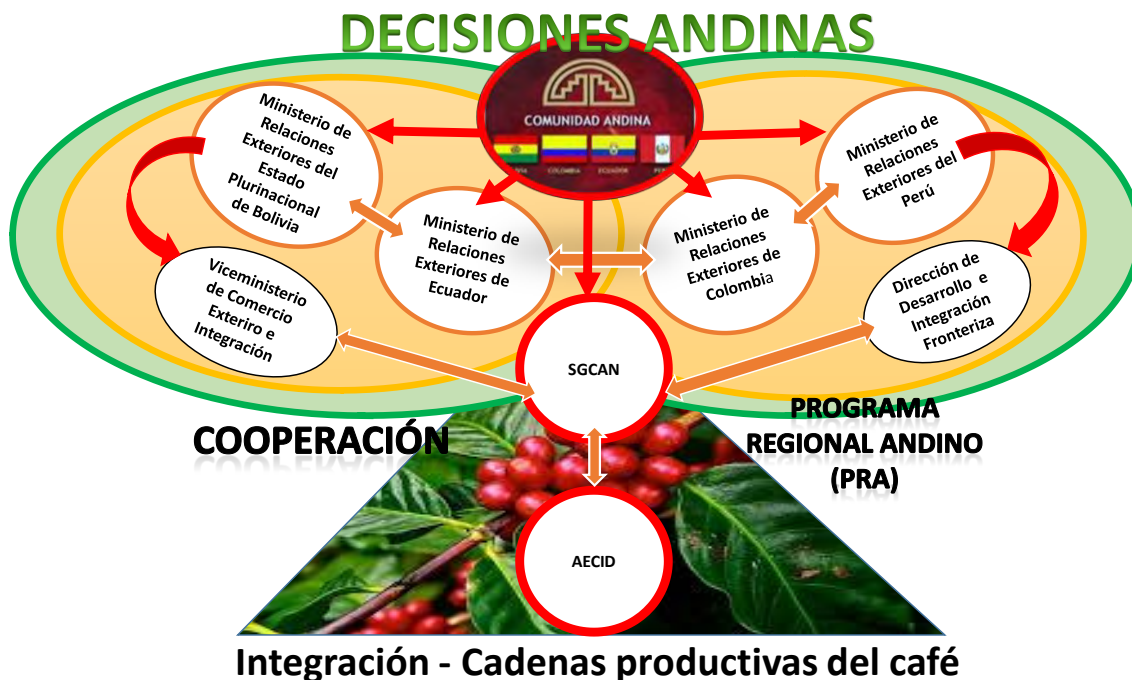 DECISIONES ANDINAS
COMUNIDAD ANDINA
COLOMBIA
ECUADOR
Ministerio de
Relaciones
Exteriores del
Estado
Plurinacional
de Bolivia
Ministerio de
Relaciones
Exteriores de
Ecuador
Ministerio de
Relaciones
Exteriores de
Colombia
Ministerio de
Relaciones
Exteriores del
Perú
Viceministerio
de Comercio
Exteriro e
Integración
Dirección de
Desarrollo e
Integración
Fronteriza
SGCAN
COOPERACIÓN
PROGRAMA
REGIONAL ANDINO
(PRA)
AECID
Integración - Cadenas productivas del café